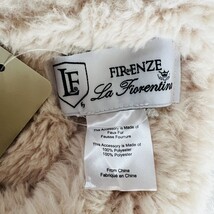 LF
FIRENZE
La Fiorentina
This Accessory is Made of
Faux Fur
Fausse Fourrure
This Accessory is Made of
100% Polyester
100% Polyester
From China
Fabriqué en Chine